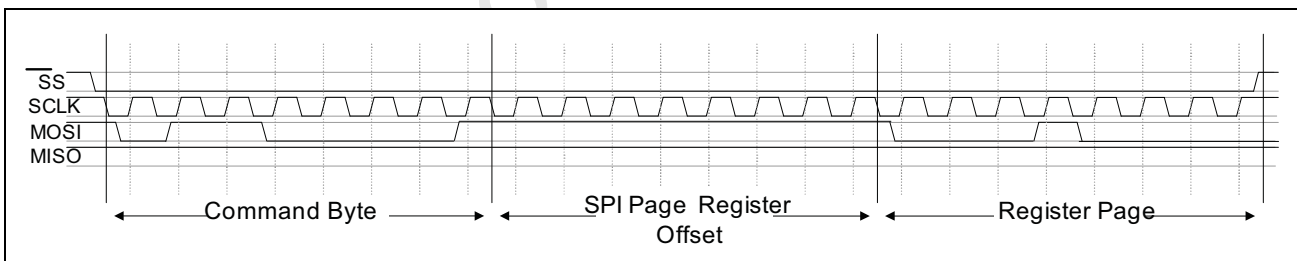 SS
SCLK
MOSI
MISO
Command Byte
SPI Page Register
Offset
Register Page